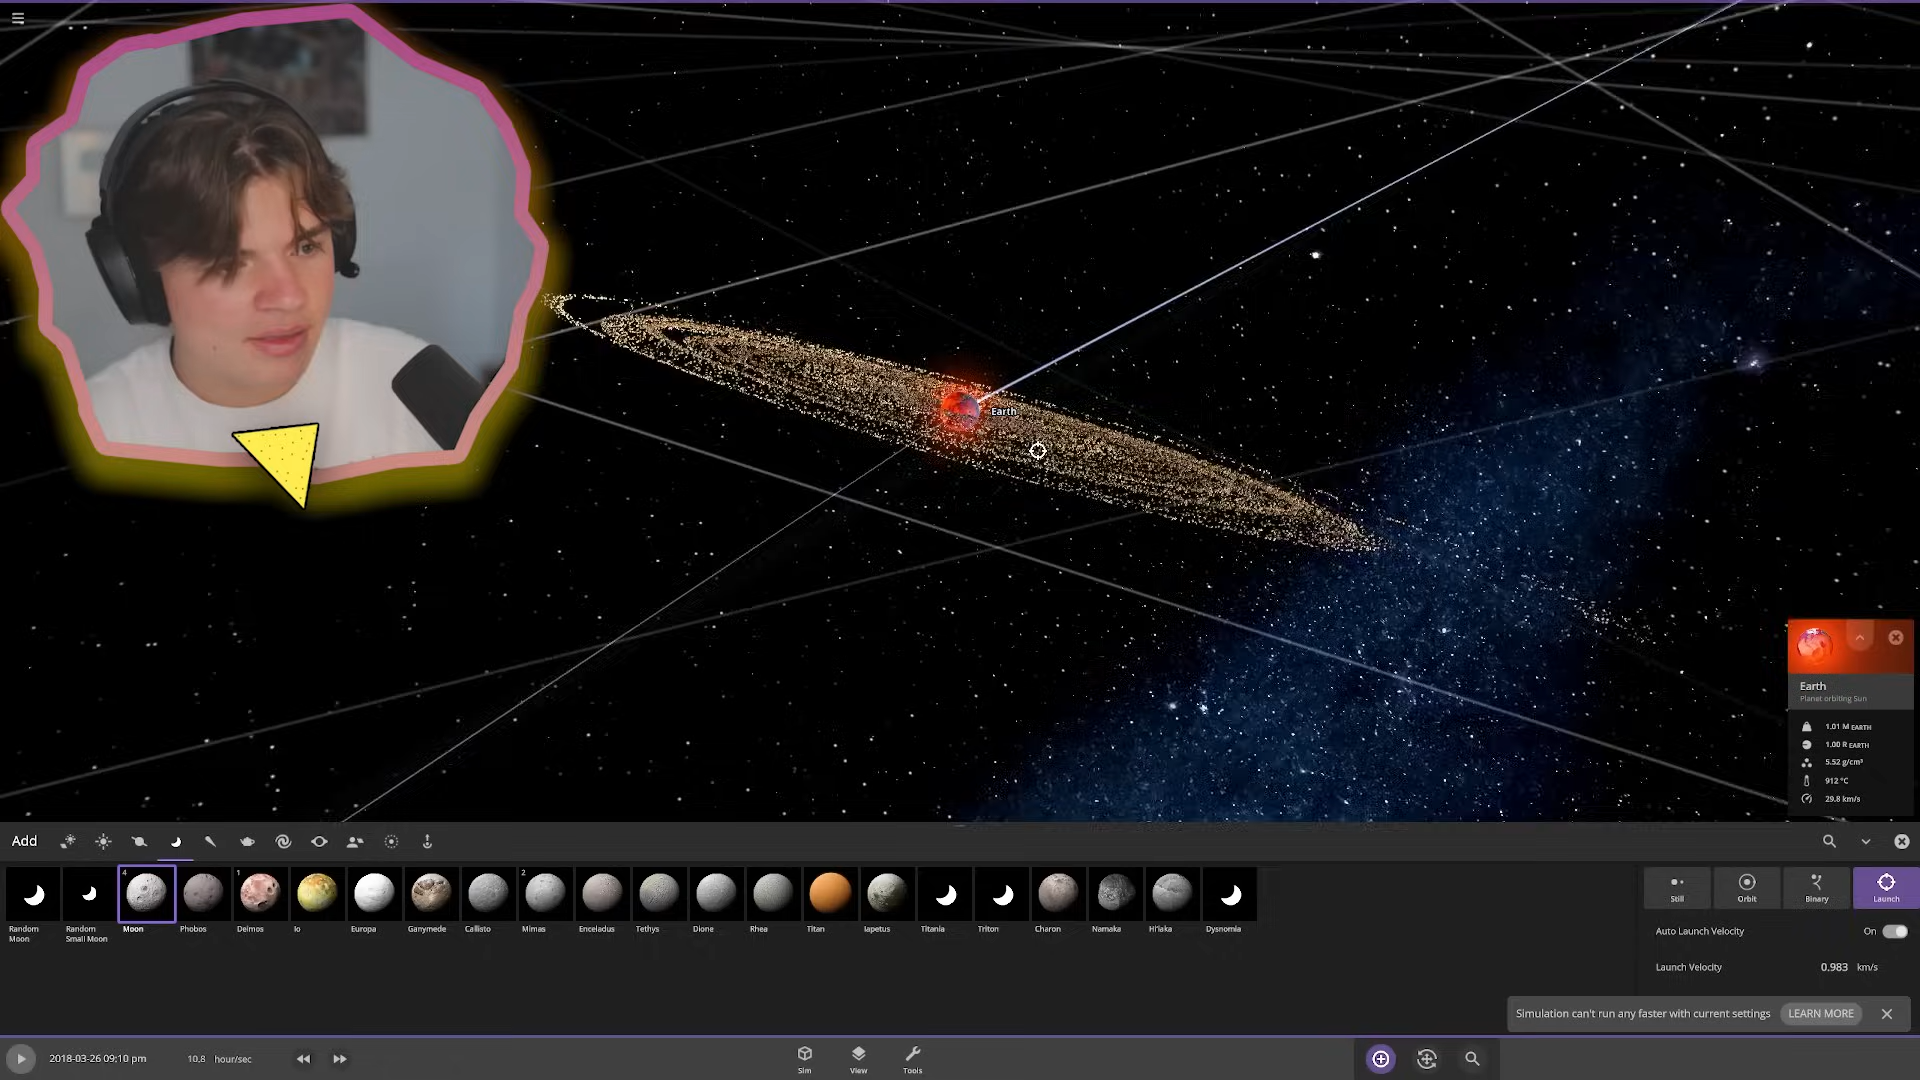 Earth
Earth
Planet orbiting Sun
1.01 M EARTH
1.00 R EARTH
5.52 g/cm³
912 °C
29.8 km/s
Add
4
1
2
Random Moon
Random Small Moon
Moon
Phobos
Deimos
Io
Europa
Ganymede
Callisto
Mimas
Enceladus
Tethys
Dione
Rhea
Titan
Iapetus
Titania
Triton
Charon
Namaka
Hi'iaka
Dysnomia
Still
Orbit
Binary
Launch
Auto Launch Velocity On
Launch Velocity 0.983 km/s
Simulation can't run any faster with current settings LEARN MORE
2018-03-26 09:10 pm 10.8 hour/sec
Sim
View
Tools